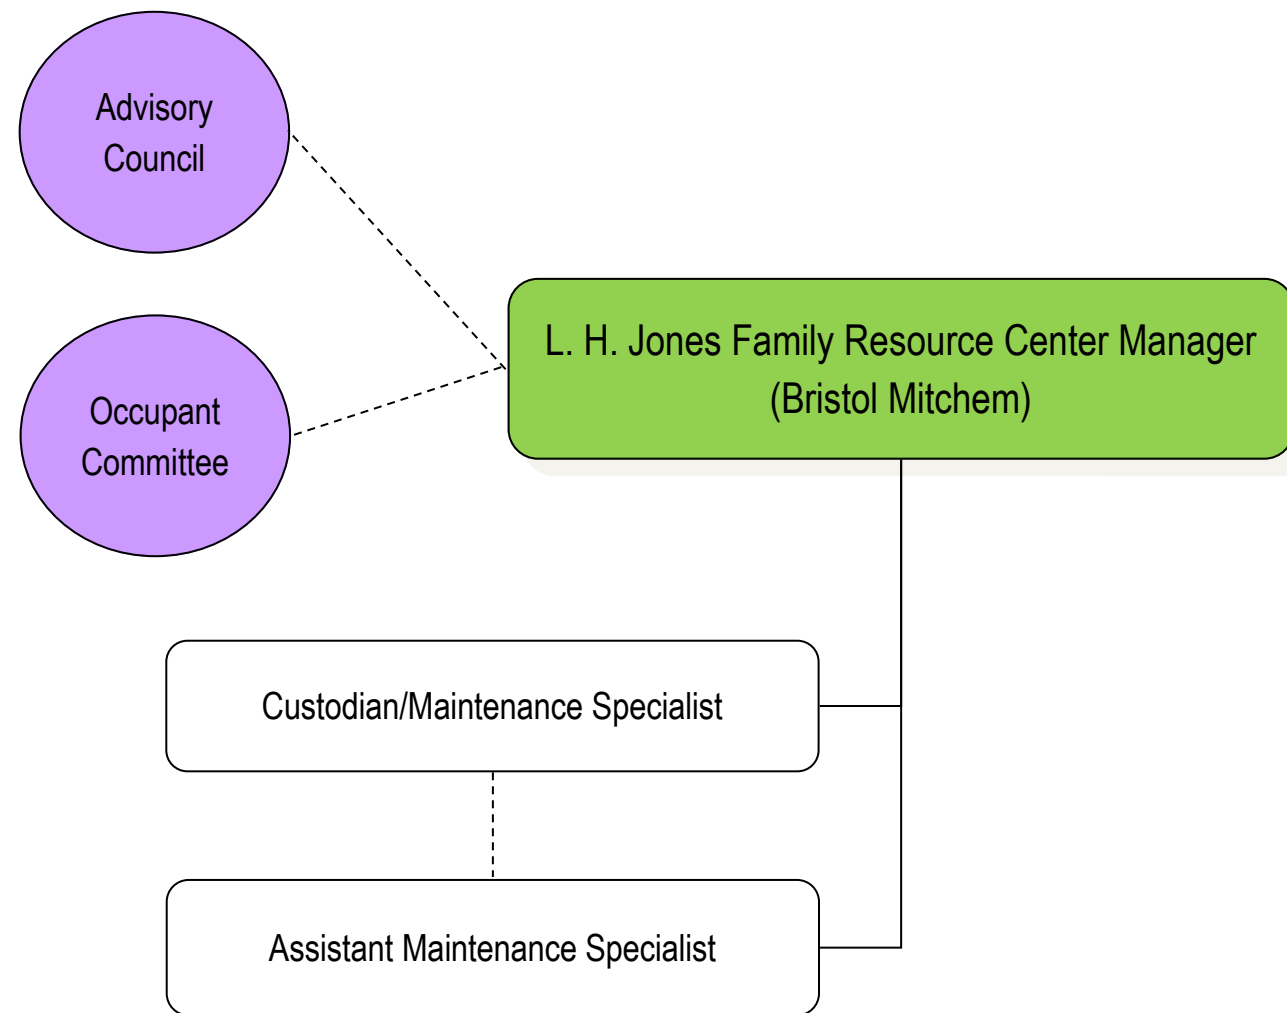 Advisory
Council
L. H. Jones Family Resource Center Manager
(Bristol Mitchem)
Occupant
Committee
Custodian/Maintenance Specialist
Assistant Maintenance Specialist